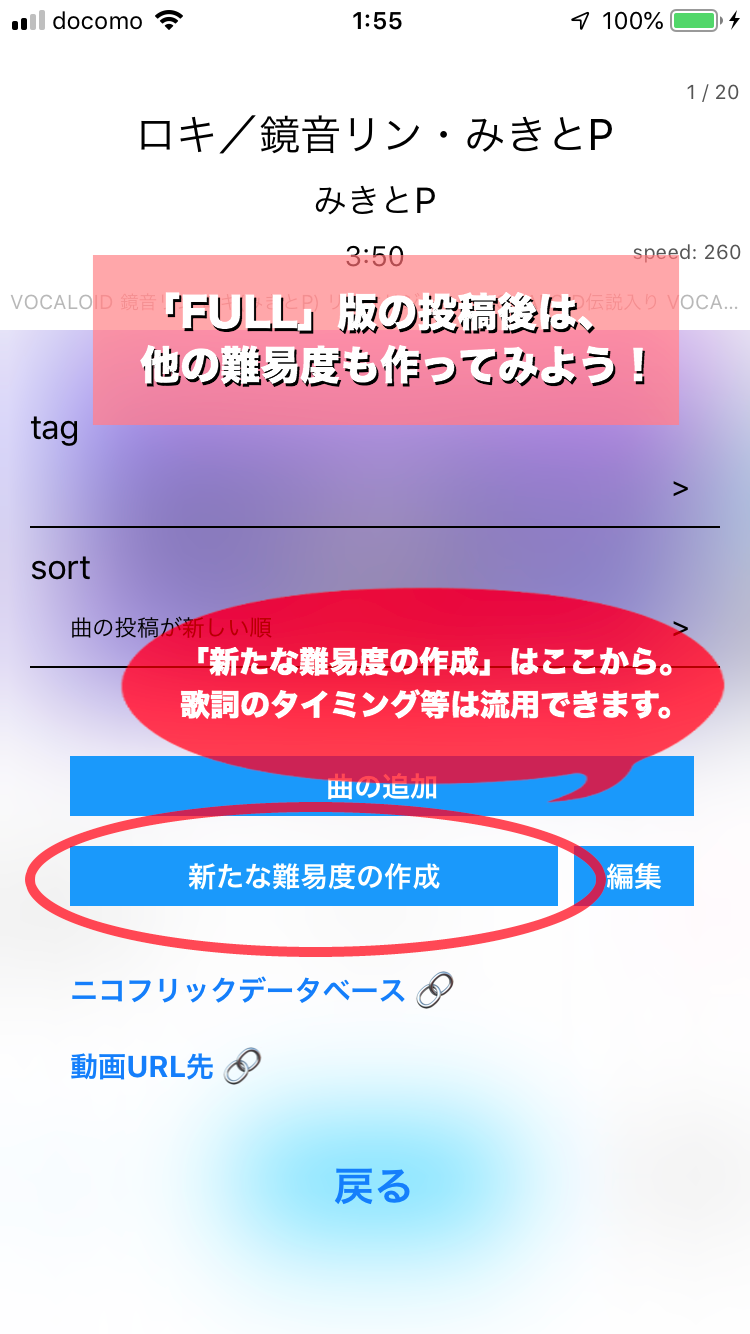 docomo 1:55 100%
1 / 20
ロキ／鏡音リン・みきとP
みきとP
3:50
speed: 260
VOCALOID 鏡音
伝説入り VOCA...
「FULL」版の投稿後は、
他の難易度も作ってみよう！
tag
>
sort
曲の投稿が新しい順
>
「新たな難易度の作成」はここから。
歌詞のタイミング等は流用できます。
曲の追加
新たな難易度の作成
編集
ニコフリックデータベース
動画URL先
戻る